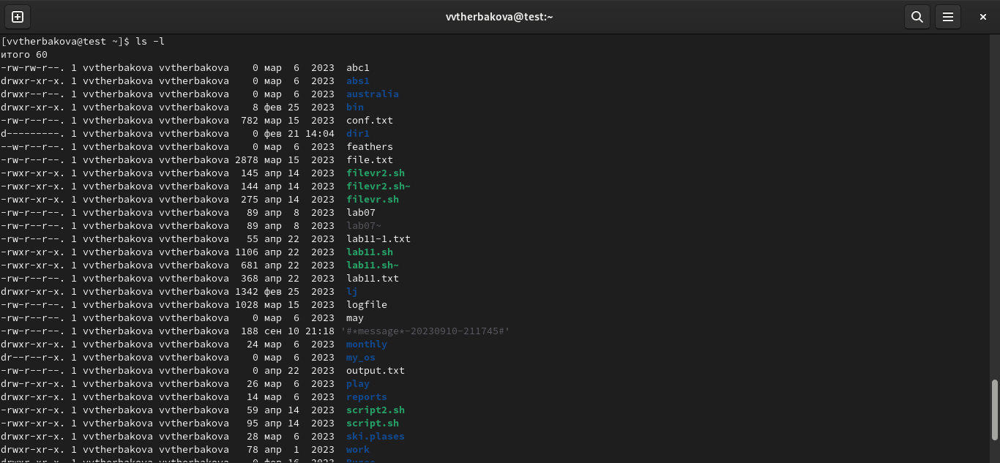 vvtherbakova@test:~
[vvtherbakova@test ~]$ ls -l
итого 60
-rw-rw-r--. 1 vvtherbakova vvtherbakova    0 мар  6  2023  abc1
drwxr-xr-x. 1 vvtherbakova vvtherbakova    0 мар  6  2023  abs1
drwxr--r--. 1 vvtherbakova vvtherbakova    0 мар  6  2023  australia
drwxr-xr-x. 1 vvtherbakova vvtherbakova    8 фев 25  2023  bin
-rw-r--r--. 1 vvtherbakova vvtherbakova  782 мар 15  2023  conf.txt
d---------. 1 vvtherbakova vvtherbakova    0 фев 21 14:04  dir1
--w-r--r--. 1 vvtherbakova vvtherbakova    0 мар  6  2023  feathers
-rw-r--r--. 1 vvtherbakova vvtherbakova 2878 мар 15  2023  file.txt
-rwxr-xr-x. 1 vvtherbakova vvtherbakova  145 апр 14  2023  filevr2.sh
-rwxr-xr-x. 1 vvtherbakova vvtherbakova  144 апр 14  2023  filevr2.sh~
-rwxr-xr-x. 1 vvtherbakova vvtherbakova  275 апр 14  2023  filevr.sh
-rw-r--r--. 1 vvtherbakova vvtherbakova   89 апр  8  2023  lab07
-rw-r--r--. 1 vvtherbakova vvtherbakova   89 апр  8  2023  lab07~
-rw-r--r--. 1 vvtherbakova vvtherbakova   55 апр 22  2023  lab11-1.txt
-rwxr-xr-x. 1 vvtherbakova vvtherbakova 1106 апр 22  2023  lab11.sh
-rwxr-xr-x. 1 vvtherbakova vvtherbakova  681 апр 22  2023  lab11.sh~
-rw-r--r--. 1 vvtherbakova vvtherbakova  368 апр 22  2023  lab11.txt
drwxr-xr-x. 1 vvtherbakova vvtherbakova 1342 фев 25  2023  lj
-rw-r--r--. 1 vvtherbakova vvtherbakova 1028 мар 15  2023  logfile
-rw-r--r--. 1 vvtherbakova vvtherbakova    0 мар  6  2023  may
-rw-r--r--. 1 vvtherbakova vvtherbakova  188 сен 10 21:18 '#*message*-20230910-211745#'
drwxr-xr-x. 1 vvtherbakova vvtherbakova   24 мар  6  2023  monthly
dr--r--r-x. 1 vvtherbakova vvtherbakova    0 мар  6  2023  my_os
-rw-r--r--. 1 vvtherbakova vvtherbakova    0 апр 22  2023  output.txt
drw-r-xr-x. 1 vvtherbakova vvtherbakova   26 мар  6  2023  play
drwxr-xr-x. 1 vvtherbakova vvtherbakova   14 мар  6  2023  reports
-rwxr-xr-x. 1 vvtherbakova vvtherbakova   59 апр 14  2023  script2.sh
-rwxr-xr-x. 1 vvtherbakova vvtherbakova   95 апр 14  2023  script.sh
drwxr-xr-x. 1 vvtherbakova vvtherbakova   28 мар  6  2023  ski.plases
drwxr-xr-x. 1 vvtherbakova vvtherbakova   78 апр  1  2023  work